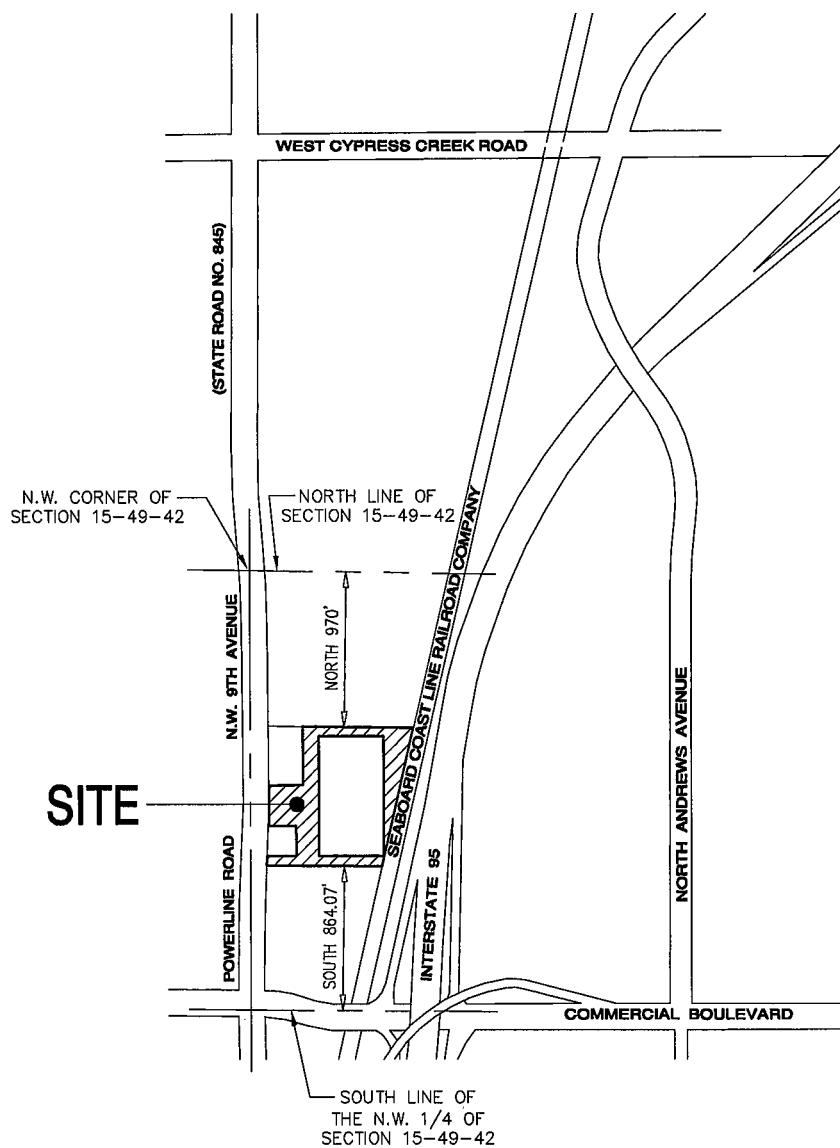 WEST CYPRESS CREEK ROAD
(STATE ROAD NO. 845)
N.W. CORNER OF
SECTION 15-49-42
NORTH LINE OF
SECTION 15-49-42
SEABOARD COAST LINE RAILROAD COMPANY
N.W. 9TH AVENUE
NORTH 970'
SITE
NORTH ANDREWS AVENUE
POWERLINE ROAD
SOUTH 864.07'
INTERSTATE 95
COMMERCIAL BOULEVARD
SOUTH LINE OF
THE N.W. 1/4 OF
SECTION 15-49-42